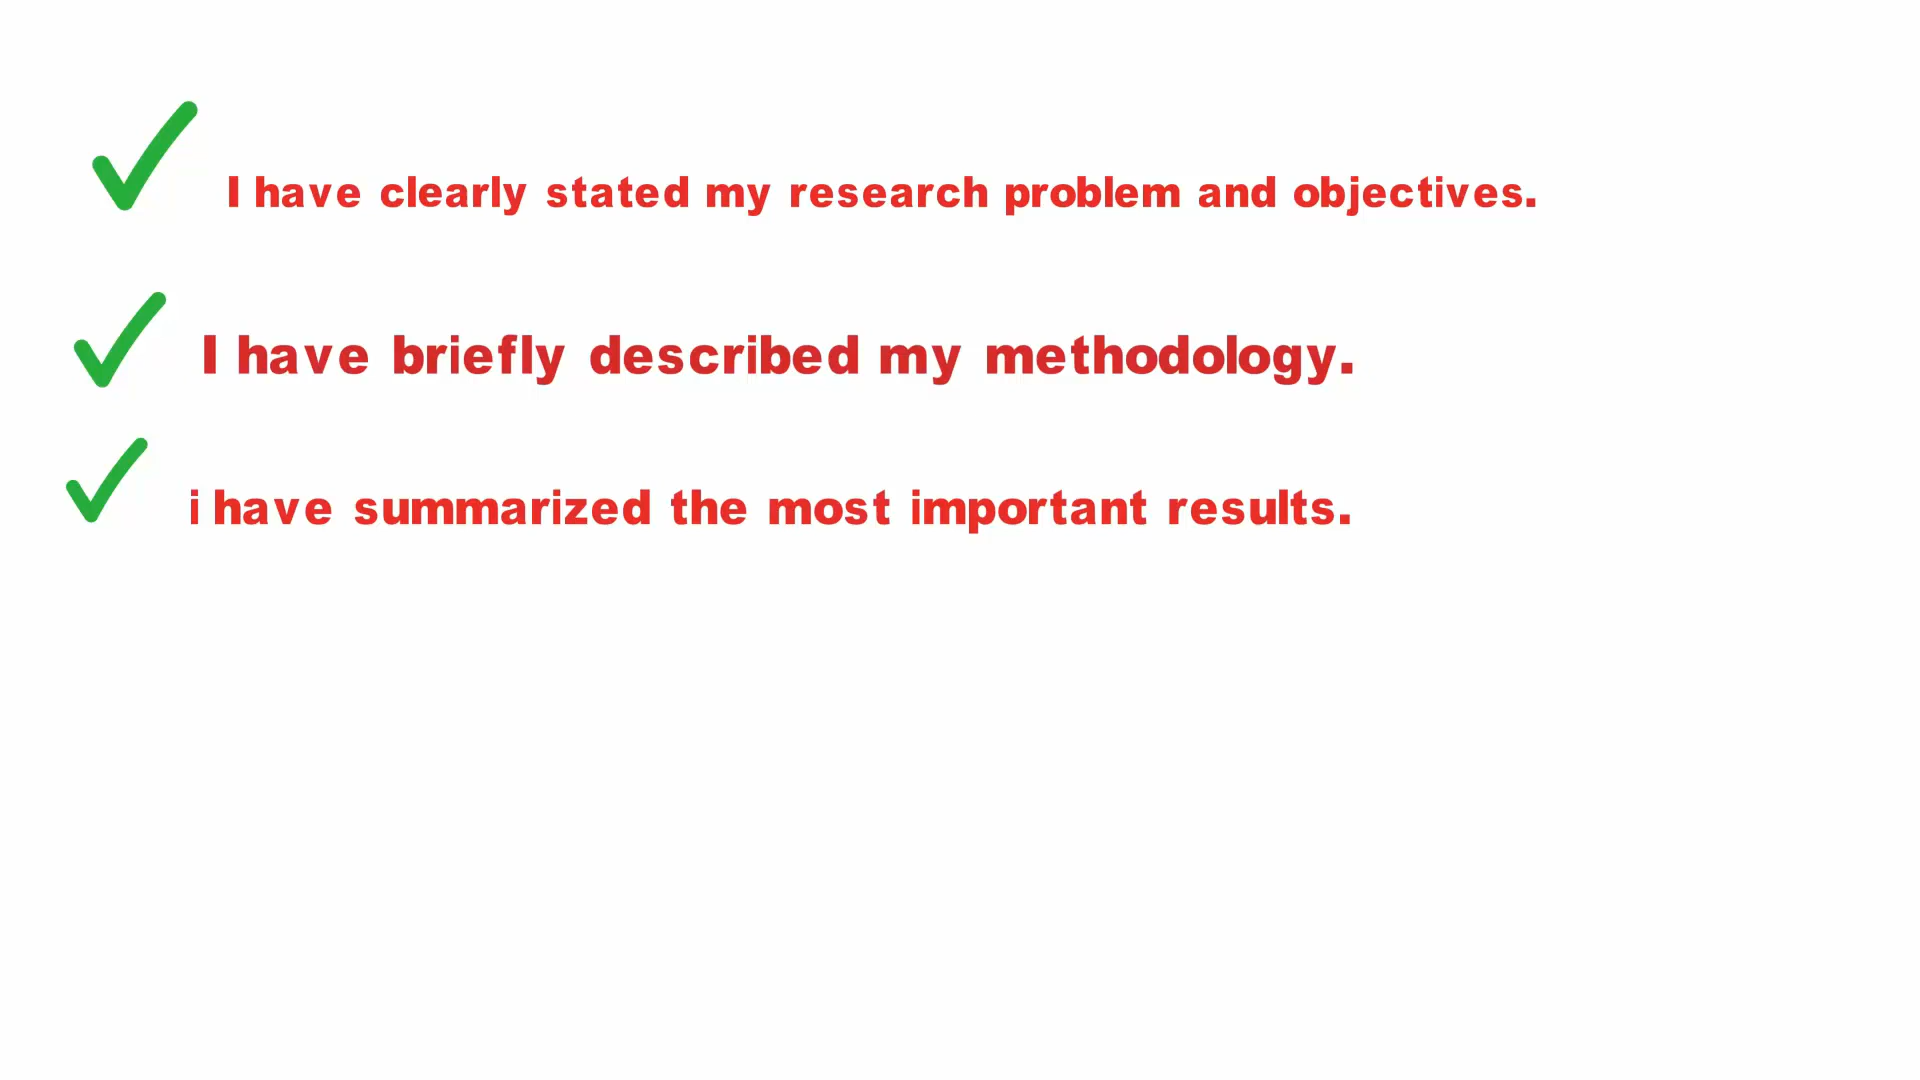 I have clearly stated my research problem and objectives.
I have briefly described my methodology.
i have summarized the most important results.